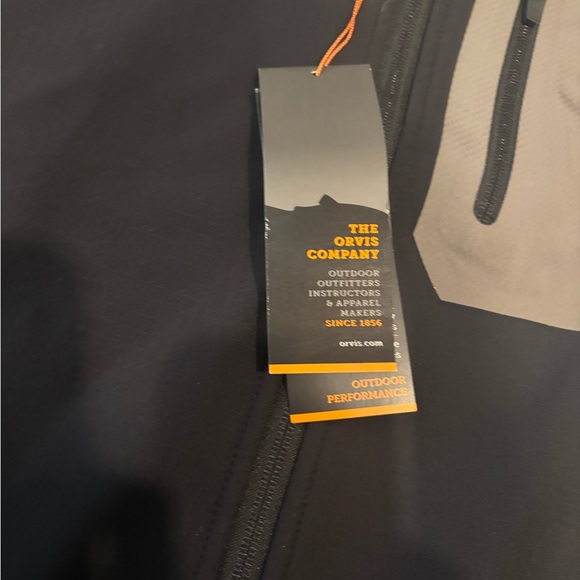 THE
ORVIS
COMPANY
OUTDOOR
OUTFITTERS
INSTRUCTORS
& APPAREL
MAKERS
SINCE 1856
orvis.com
OUTDOOR
PERFORMANCE